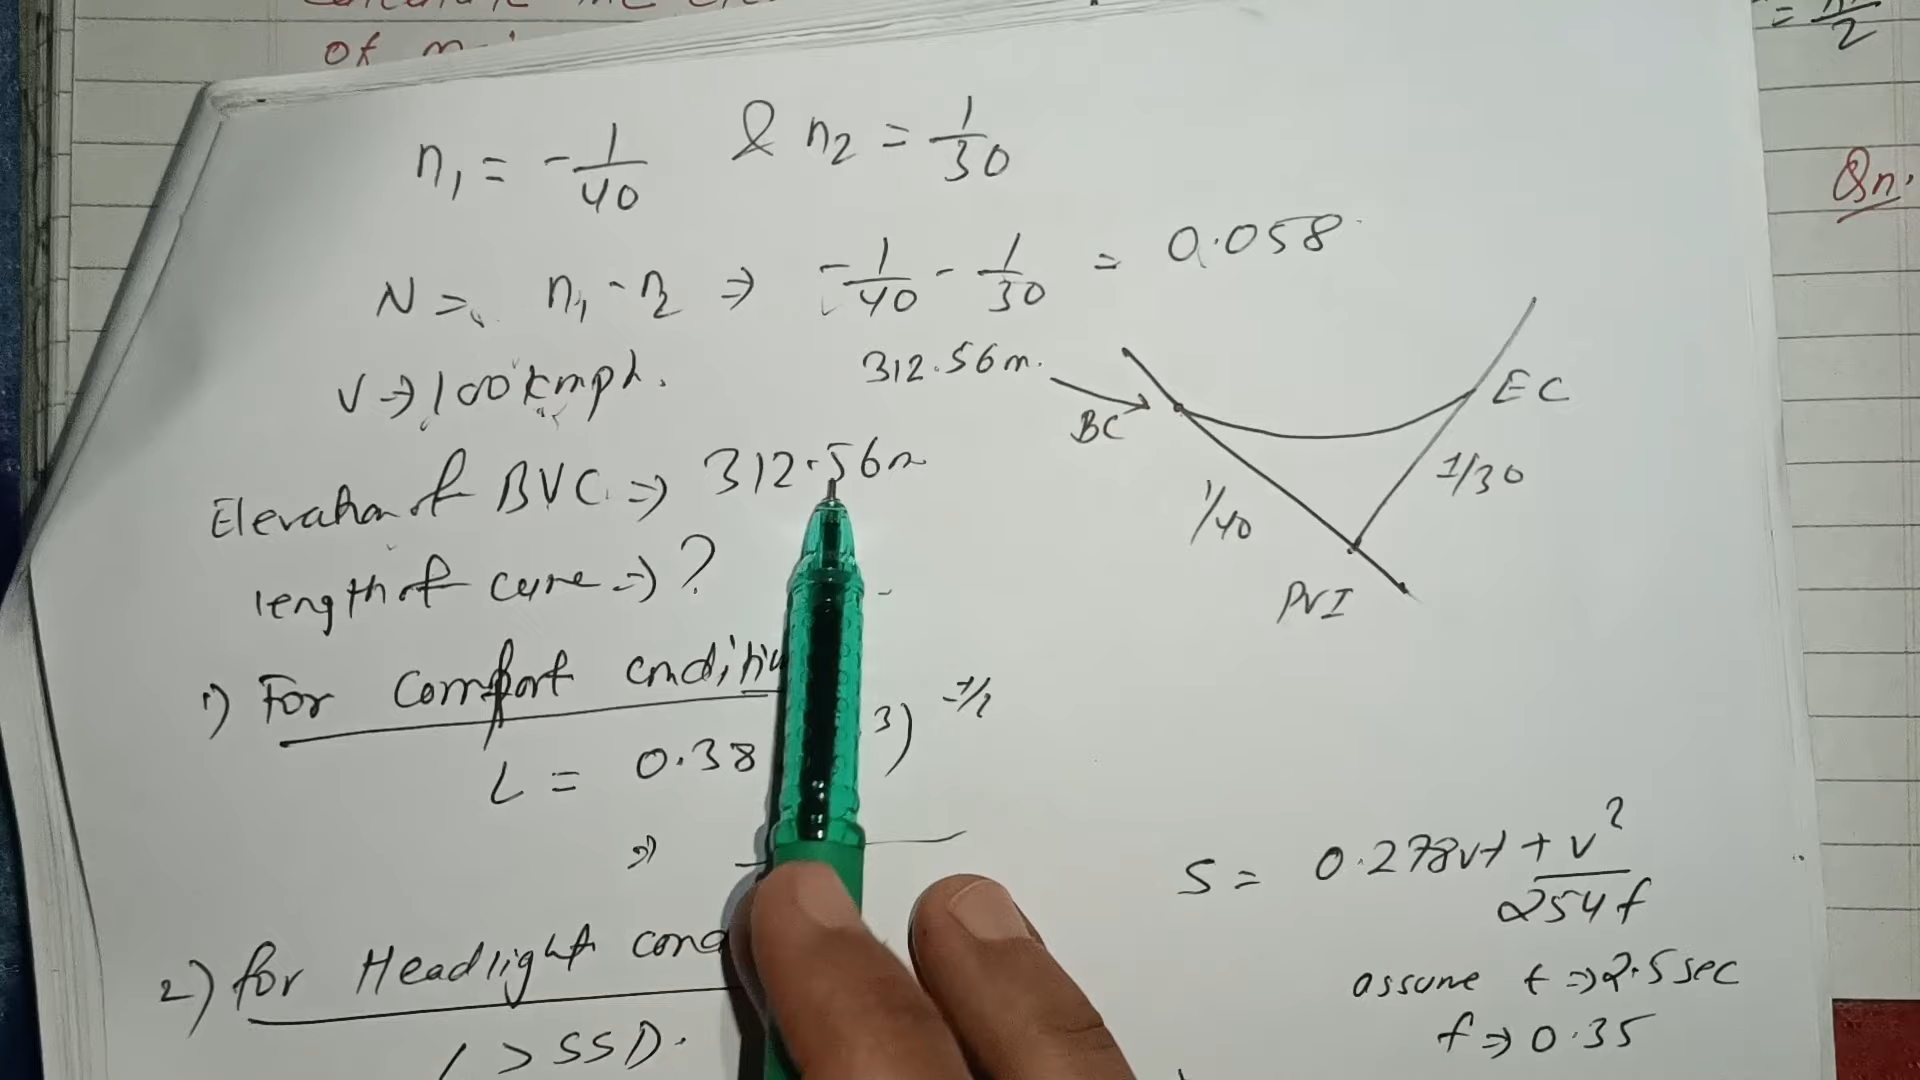 of
= n/2
Qn.
n1 = -1/40 & n2 = 1/30
N = n1 - n2 ⇒ -1/40 - 1/30 = 0.058
V → 100 kmph.
312.56m.
BC
EC
1/40
1/30
PVI
Elevation of BVC ⇒ 312.56m
length of curve ⇒ ?
1) For Comfort conditi
L = 0.38 3) -1/2
⇒
S = 0.278vt + v²/254f
assume t ⇒ 2.5 sec
f ⇒ 0.35
2) for Headlight cond
L > SSD.